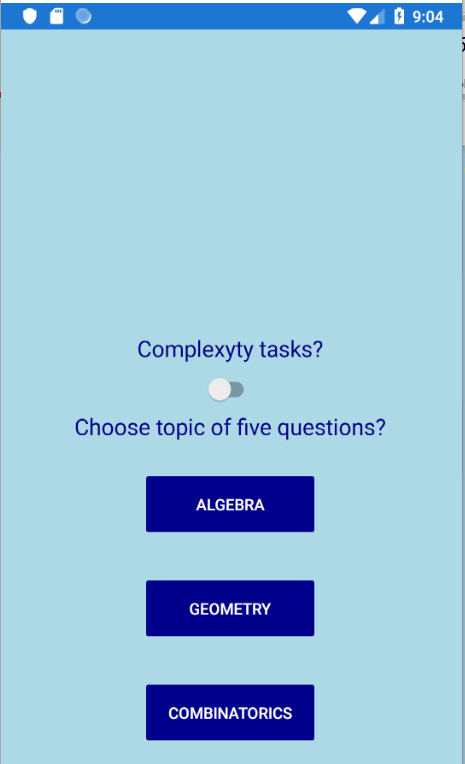 9:04
Complexyty tasks?
Choose topic of five questions?
ALGEBRA
GEOMETRY
COMBINATORICS